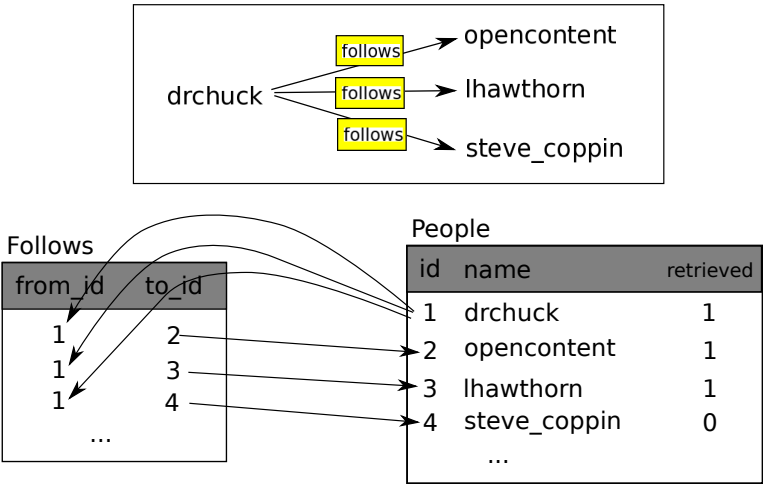 follows opencontent
drchuck follows lhawthorn
follows steve_coppin
Follows
from_id to_id
1 2
1 3
1 4
...
People
id name retrieved
1 drchuck 1
2 opencontent 1
3 lhawthorn 1
4 steve_coppin 0
...